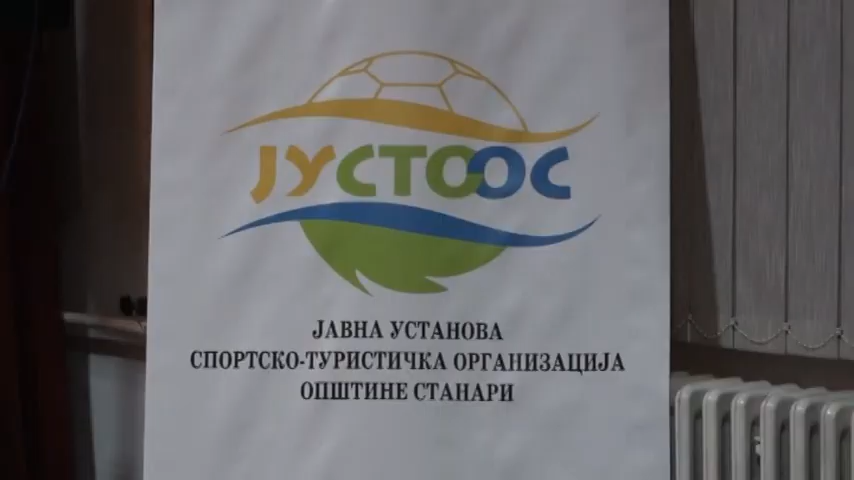 ЈУСТООС
ЈАВНА УСТАНОВА
СПОРТСКО-ТУРИСТИЧКА ОРГАНИЗАЦИЈА
ОПШТИНЕ СТАНАРИ